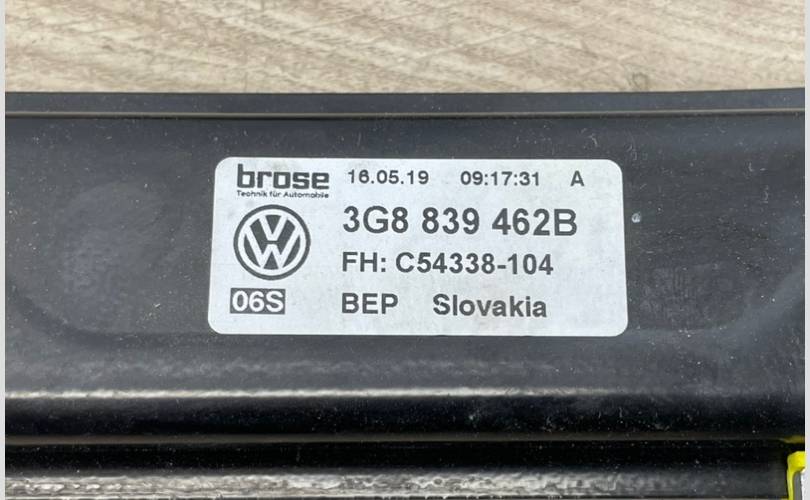 brose 16.05.19 09:17:31 A
Technik für Automobile
3G8 839 462B
FH: C54338-104
06S BEP Slovakia